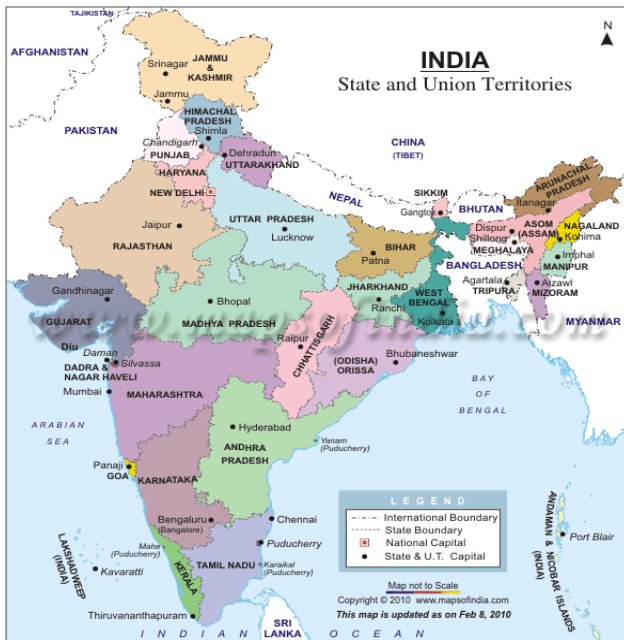 TAJIKISTAN
AFGHANISTAN
JAMMU
&
KASHMIR
Srinagar
Jammu
N
INDIA
State and Union Territories
HIMACHAL
PRADESH
Shimla
PAKISTAN
Chandigarh
PUNJAB
Dehradun
UTTARAKHAND
HARYANA
NEW DELHI
CHINA
(TIBET)
NEPAL
SIKKIM
Gangtok
BHUTAN
ARUNACHAL
PRADESH
Itanagar
Jaipur
RAJASTHAN
UTTAR PRADESH
Lucknow
BIHAR
Patna
Dispur
ASOM
(ASSAM)
NAGALAND
Kohima
Shillong
MEGHALAYA
Imphal
MANIPUR
BANGLADESH
Agartala
TRIPURA
Aizawl
MIZORAM
MYANMAR
Gandhinagar
GUJARAT
Bhopal
MADHYA PRADESH
JHARKHAND
Ranchi
WEST
BENGAL
Kolkata
www.mapsofindia.com
Diu
Daman
Silvassa
DADRA &
NAGAR HAVELI
Mumbai
MAHARASHTRA
Raipur
CHHATTISGARH
(ODISHA)
ORISSA
Bhubaneshwar
BAY
OF
BENGAL
ARABIAN
SEA
Hyderabad
ANDHRA
PRADESH
Yanam
(Puducherry)
Panaji
GOA
KARNATAKA
Bengaluru
(Bangalore)
Chennai
Mahe
(Puducherry)
Puducherry
Karaikal
(Puducherry)
TAMIL NADU
KERALA
LAKSHADWEEP
(INDIA)
Kavaratti
Thiruvananthapuram
SRI
LANKA
INDIAN OCEAN
LEGEND
International Boundary
State Boundary
National Capital
State & U.T. Capital
Map not to Scale
Copyright © 2010 www.mapsofindia.com
This map is updated as on Feb 8, 2010
Port Blair
ANDAMAN & NICOBAR ISLANDS
(INDIA)